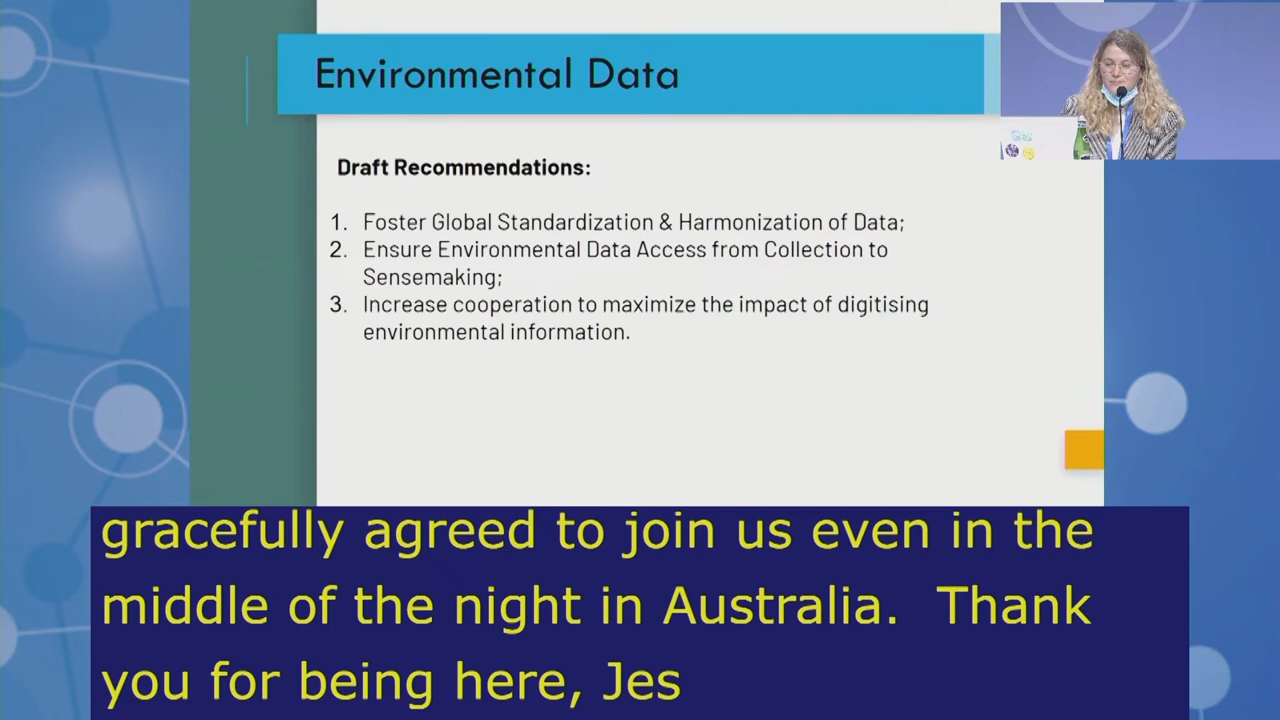 Environmental Data
Draft Recommendations:
1. Foster Global Standardization & Harmonization of Data;
2. Ensure Environmental Data Access from Collection to
Sensemaking;
3. Increase cooperation to maximize the impact of digitising
environmental information.
gracefully agreed to join us even in the
middle of the night in Australia.  Thank
you for being here, Jes